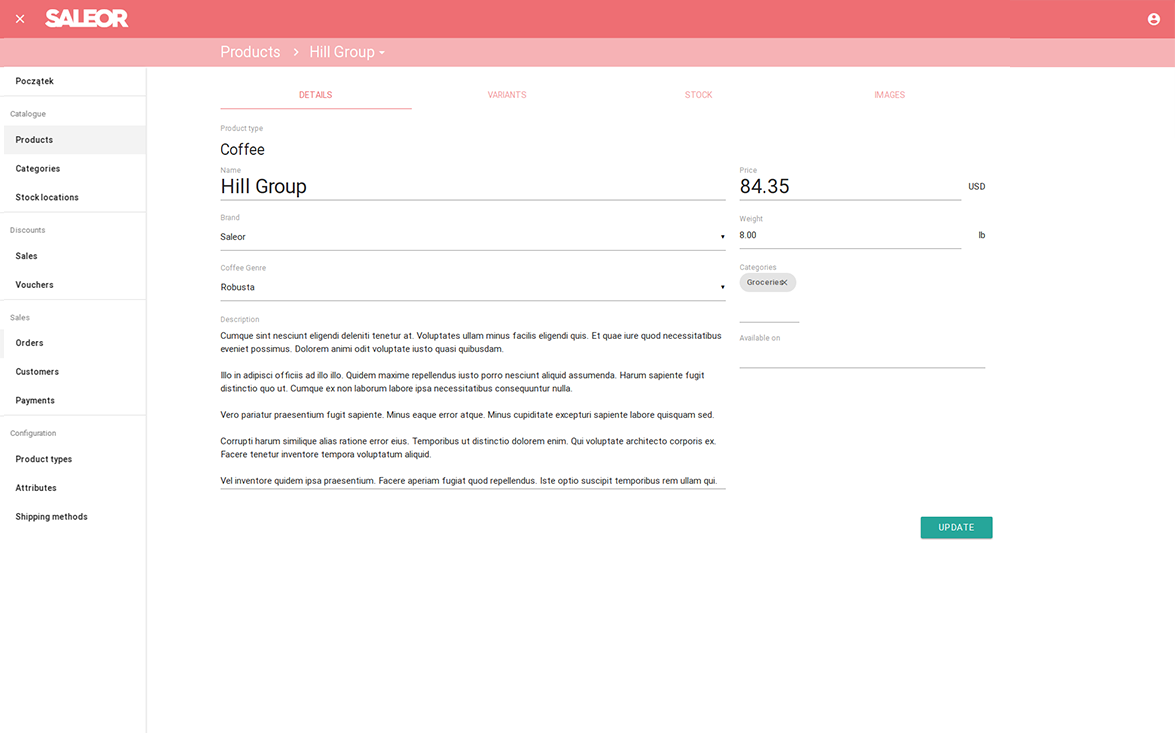 SALEOR
Products > Hill Group
Początek
Catalogue
Products
Categories
Stock locations
Discounts
Sales
Vouchers
Sales
Orders
Customers
Payments
Configuration
Product types
Attributes
Shipping methods
DETAILS VARIANTS STOCK IMAGES
Product type
Coffee
Name
Hill Group
Price
84.35 USD
Brand
Saleor
Weight
8.00 lb
Coffee Genre
Robusta
Categories
Groceries
Description
Cumque sint nesciunt eligendi deleniti tenetur at. Voluptates ullam minus facilis eligendi quis. Et quae iure quod necessitatibus
eveniet possimus. Dolorem animi odit voluptate iusto quasi quibusdam.
Illo in adipisci officiis ad illo illo. Quidem maxime repellendus iusto porro nesciunt aliquid assumenda. Harum sapiente fugit
distinctio quo ut. Cumque ex non laborum labore ipsa necessitatibus consequuntur nulla.
Vero pariatur praesentium fugit sapiente. Minus eaque error atque. Minus cupiditate excepturi sapiente labore quisquam sed.
Corrupti harum similique alias ratione error eius. Temporibus ut distinctio dolorem enim. Qui voluptate architecto corporis ex.
Facere tenetur inventore tempora voluptatum aliquid.
Vel inventore quidem ipsa praesentium. Facere aperiam fugiat quod repellendus. Iste optio suscipit temporibus rem ullam qui.
Available on
UPDATE